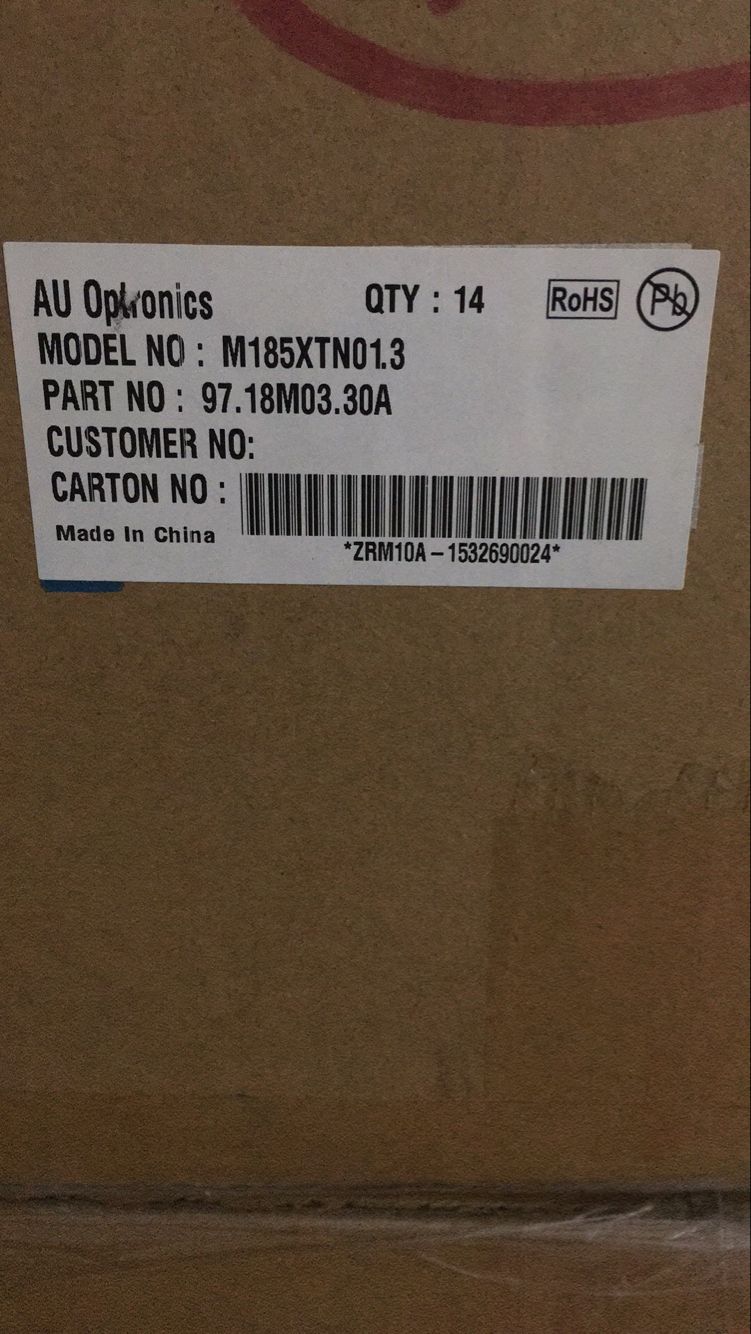 AU Optronics QTY : 14 RoHS Pb
MODEL NO : M185XTN01.3
PART NO : 97.18M03.30A
CUSTOMER NO:
CARTON NO :
Made In China
*ZRM10A-1532690024*